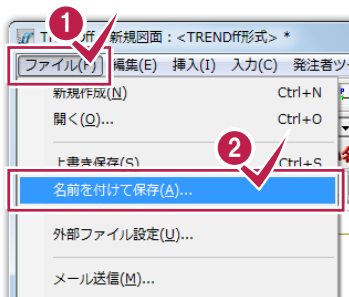 1
TREND ff 新規図面：<TRENDff形式> *
ファイル(F) 編集(E) 挿入(I) 入力(C) 発注者ツ
新規作成(N) Ctrl+N
開く(O)... Ctrl+O
2
上書き保存(S) Ctrl+S
名前を付けて保存(A)...
外部ファイル設定(U)...
メール送信(M)...